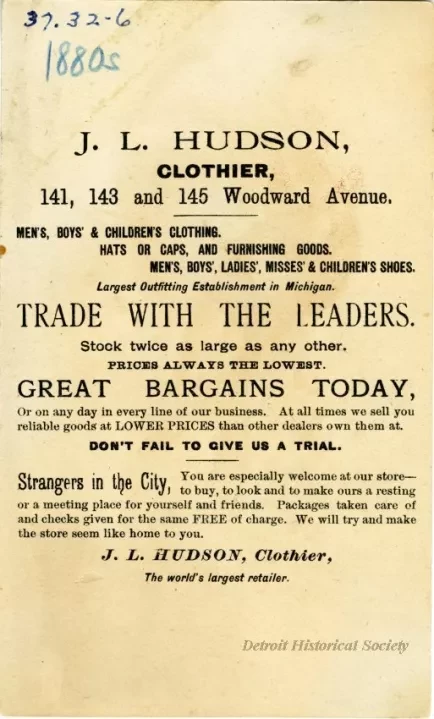 37.32-6
1880s
J. L. HUDSON,
CLOTHIER,
141, 143 and 145 Woodward Avenue.
MEN'S, BOYS' & CHILDREN'S CLOTHING.
HATS OR CAPS, AND FURNISHING GOODS.
MEN'S, BOYS', LADIES', MISSES' & CHILDREN'S SHOES.
Largest Outfitting Establishment in Michigan.
TRADE WITH THE LEADERS.
Stock twice as large as any other.
PRICES ALWAYS THE LOWEST.
GREAT BARGAINS TODAY,
Or on any day in every line of our business. At all times we sell you
reliable goods at LOWER PRICES than other dealers own them at.
DON'T FAIL TO GIVE US A TRIAL.
Strangers in the City, You are especially welcome at our store—
to buy, to look and to make ours a resting
or a meeting place for yourself and friends. Packages taken care of
and checks given for the same FREE of charge. We will try and make
the store seem like home to you.
J. L. HUDSON, Clothier,
The world's largest retailer.
Detroit Historical Society